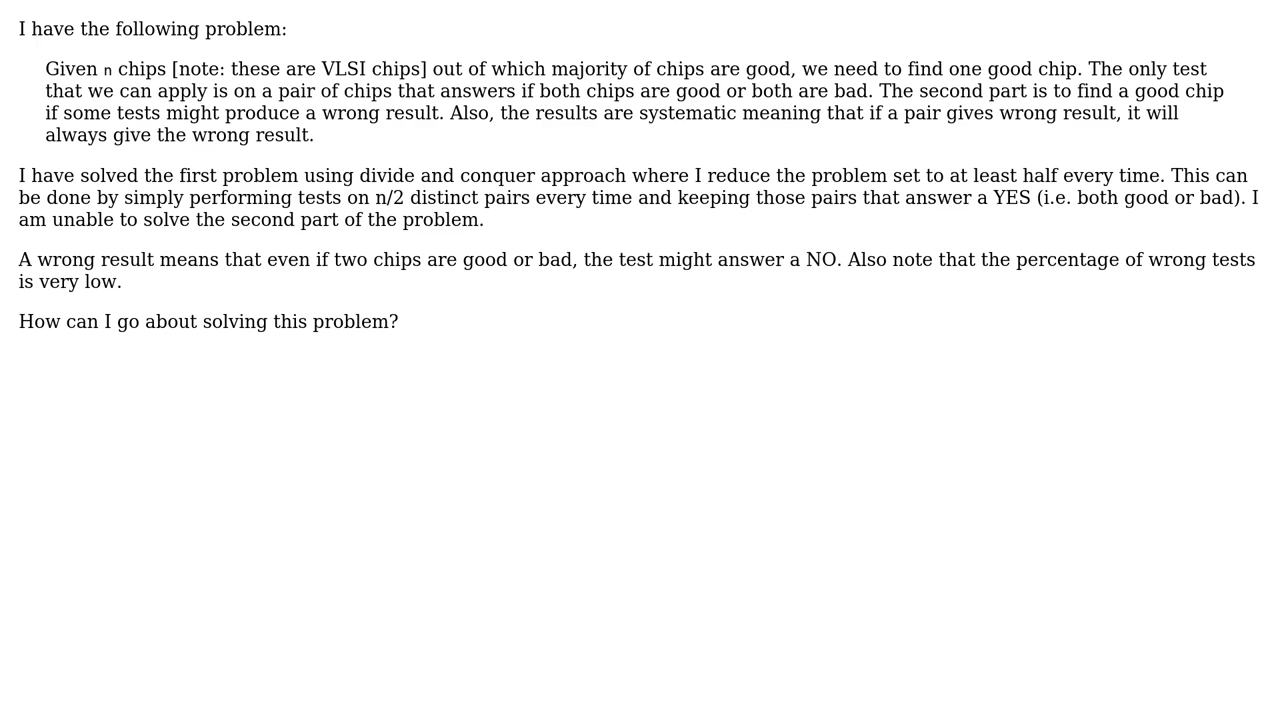 I have the following problem:
Given n chips [note: these are VLSI chips] out of which majority of chips are good, we need to find one good chip. The only test
that we can apply is on a pair of chips that answers if both chips are good or both are bad. The second part is to find a good chip
if some tests might produce a wrong result. Also, the results are systematic meaning that if a pair gives wrong result, it will
always give the wrong result.
I have solved the first problem using divide and conquer approach where I reduce the problem set to at least half every time. This can
be done by simply performing tests on n/2 distinct pairs every time and keeping those pairs that answer a YES (i.e. both good or bad). I
am unable to solve the second part of the problem.
A wrong result means that even if two chips are good or bad, the test might answer a NO. Also note that the percentage of wrong tests
is very low.
How can I go about solving this problem?